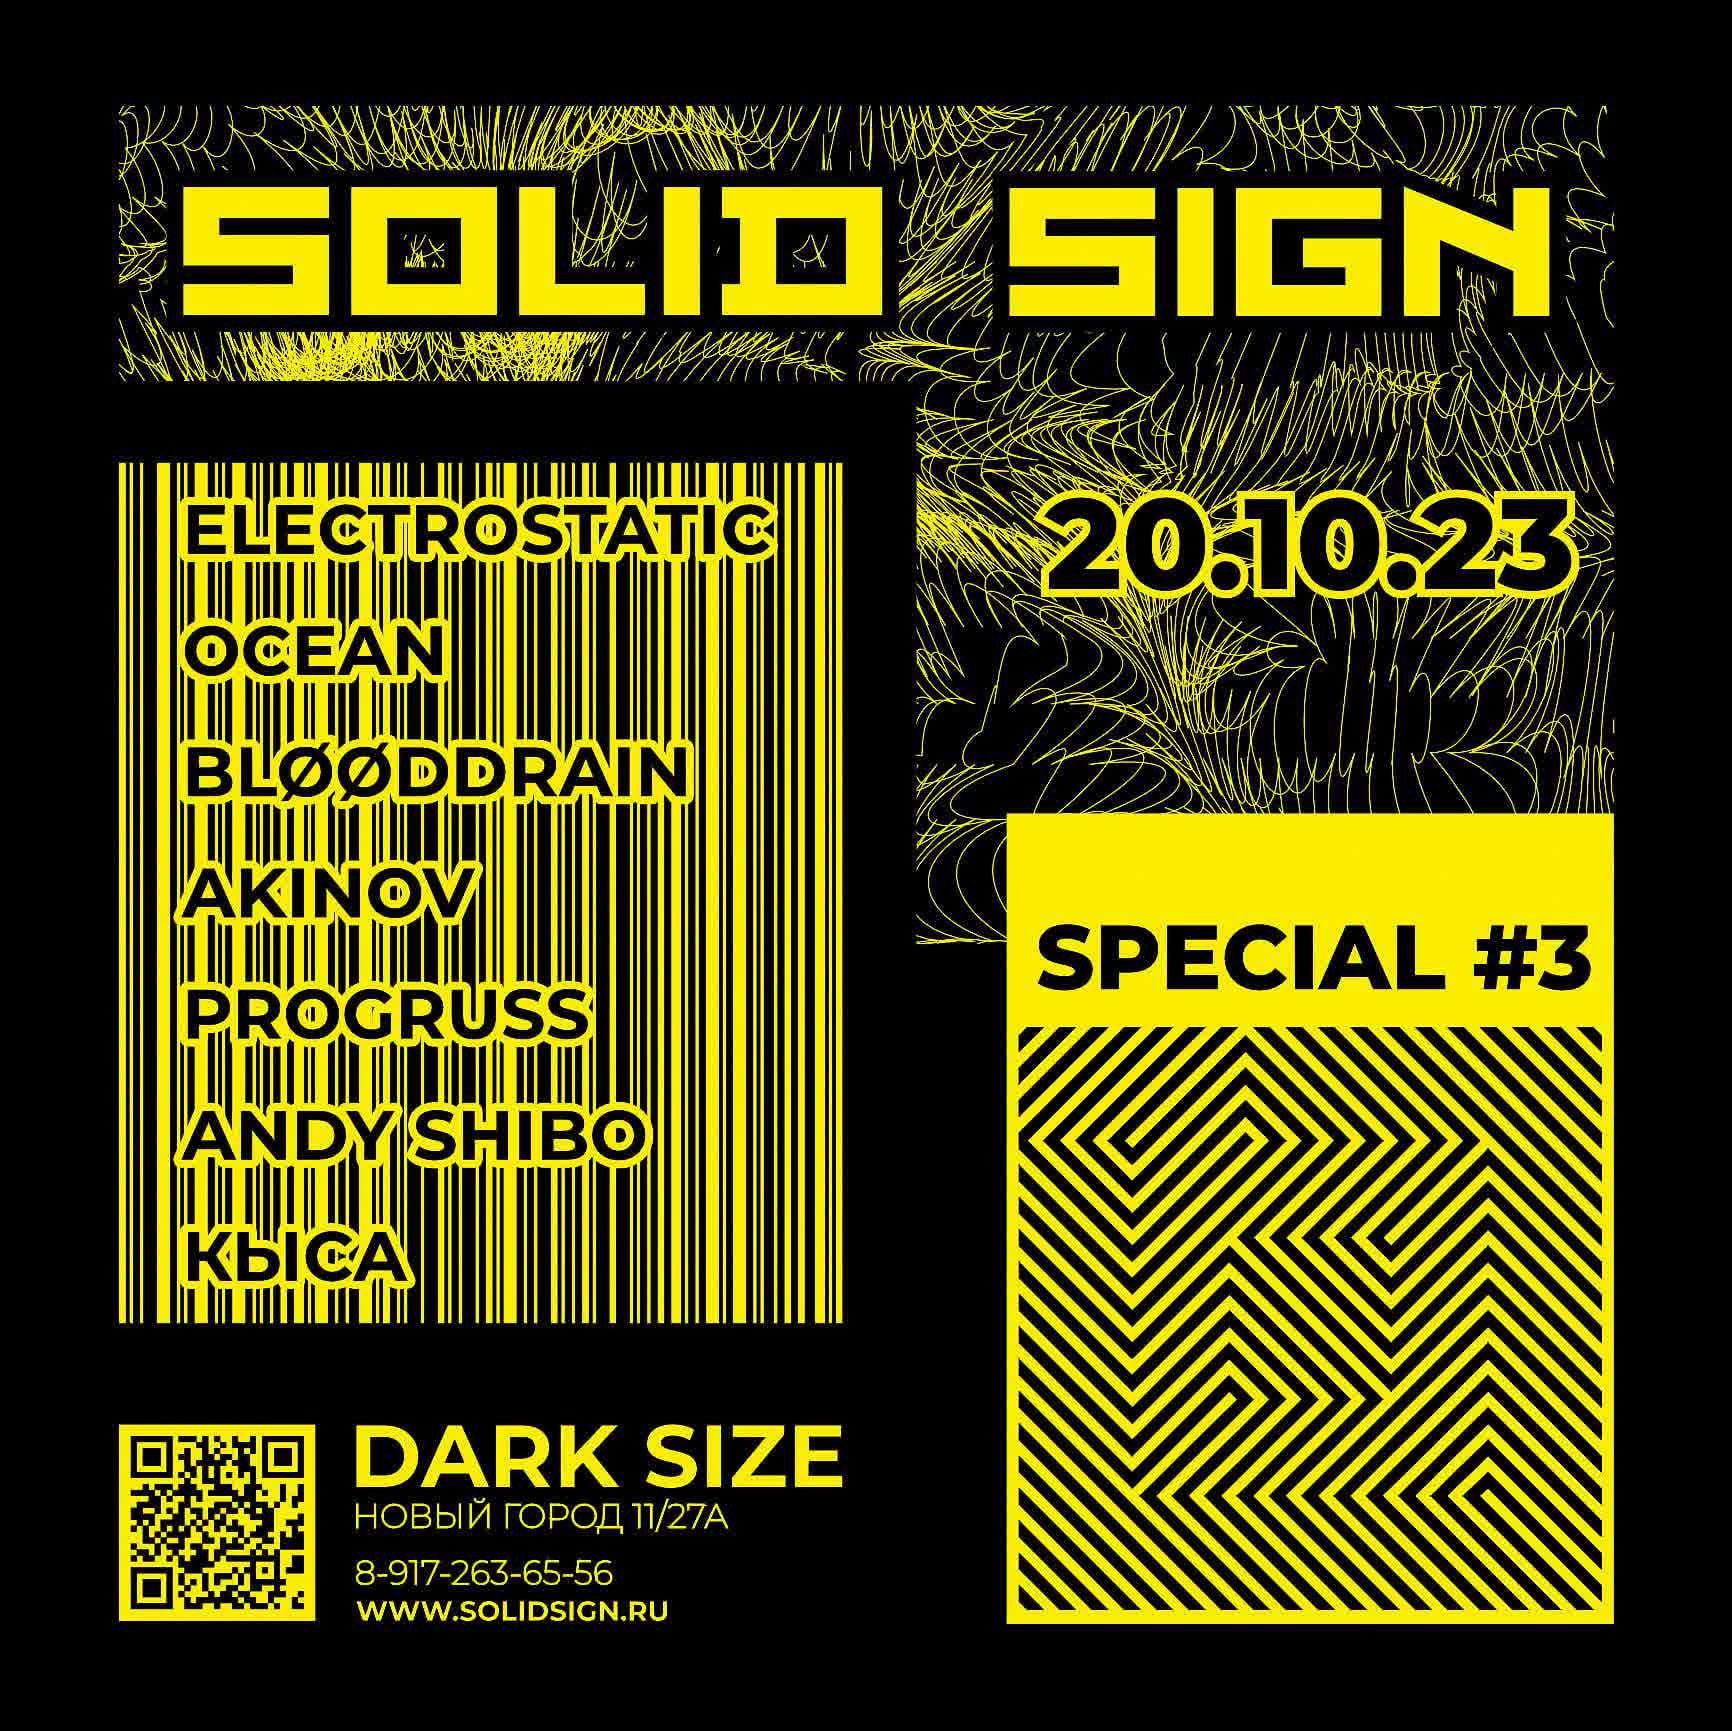 SOLID SIGN
ELECTROSTATIC
OCEAN
BLØØDDRAIN
AKINOV
PROGRUSS
ANDY SHIBO
КЫСА
20.10.23
SPECIAL #3
DARK SIZE
НОВЫЙ ГОРОД 11/27А
8-917-263-65-56
WWW.SOLIDSIGN.RU